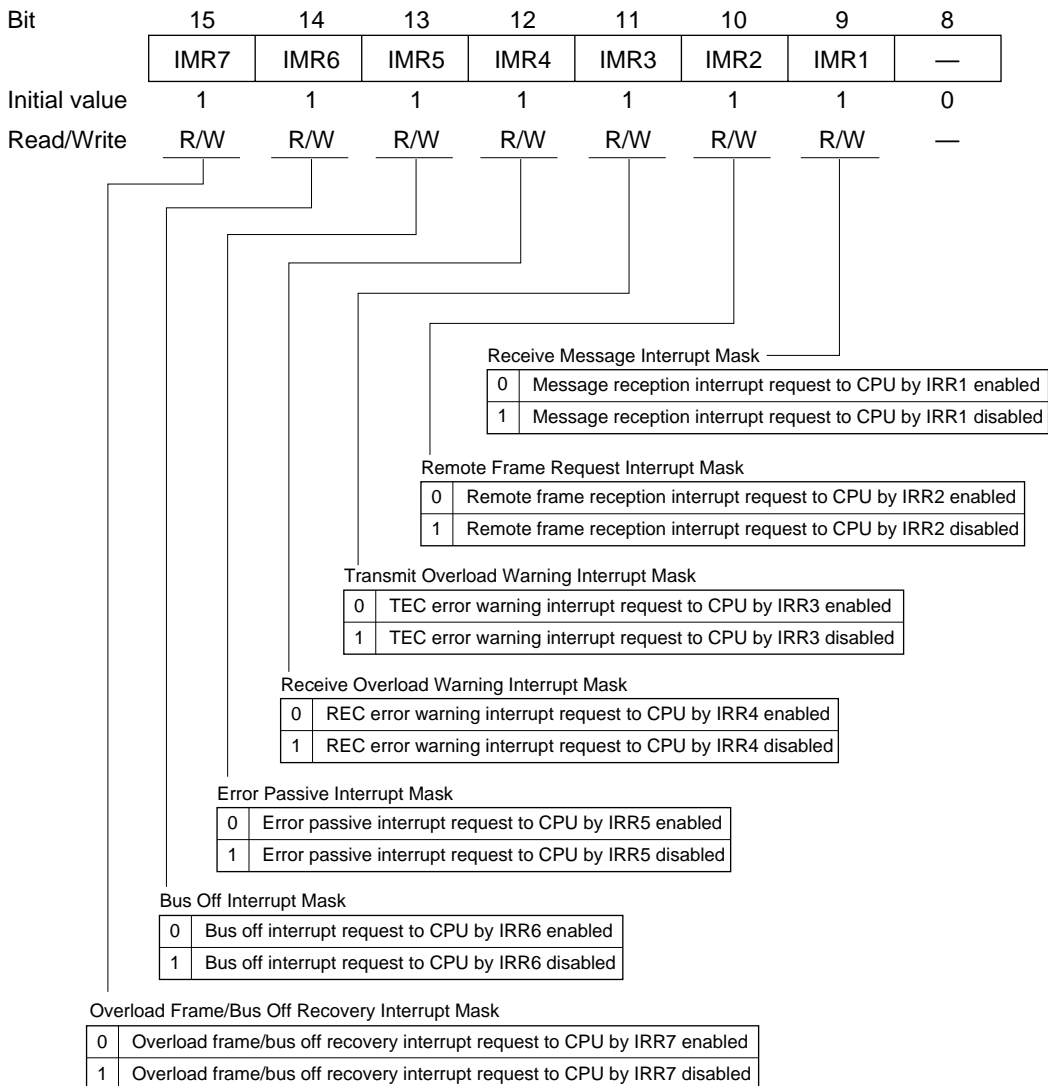 Bit 15 14 13 12 11 10 9 8
IMR7 IMR6 IMR5 IMR4 IMR3 IMR2 IMR1 —
Initial value 1 1 1 1 1 1 1 0
Read/Write R/W R/W R/W R/W R/W R/W R/W —
Receive Message Interrupt Mask
0 Message reception interrupt request to CPU by IRR1 enabled
1 Message reception interrupt request to CPU by IRR1 disabled
Remote Frame Request Interrupt Mask
0 Remote frame reception interrupt request to CPU by IRR2 enabled
1 Remote frame reception interrupt request to CPU by IRR2 disabled
Transmit Overload Warning Interrupt Mask
0 TEC error warning interrupt request to CPU by IRR3 enabled
1 TEC error warning interrupt request to CPU by IRR3 disabled
Receive Overload Warning Interrupt Mask
0 REC error warning interrupt request to CPU by IRR4 enabled
1 REC error warning interrupt request to CPU by IRR4 disabled
Error Passive Interrupt Mask
0 Error passive interrupt request to CPU by IRR5 enabled
1 Error passive interrupt request to CPU by IRR5 disabled
Bus Off Interrupt Mask
0 Bus off interrupt request to CPU by IRR6 enabled
1 Bus off interrupt request to CPU by IRR6 disabled
Overload Frame/Bus Off Recovery Interrupt Mask
0 Overload frame/bus off recovery interrupt request to CPU by IRR7 enabled
1 Overload frame/bus off recovery interrupt request to CPU by IRR7 disabled